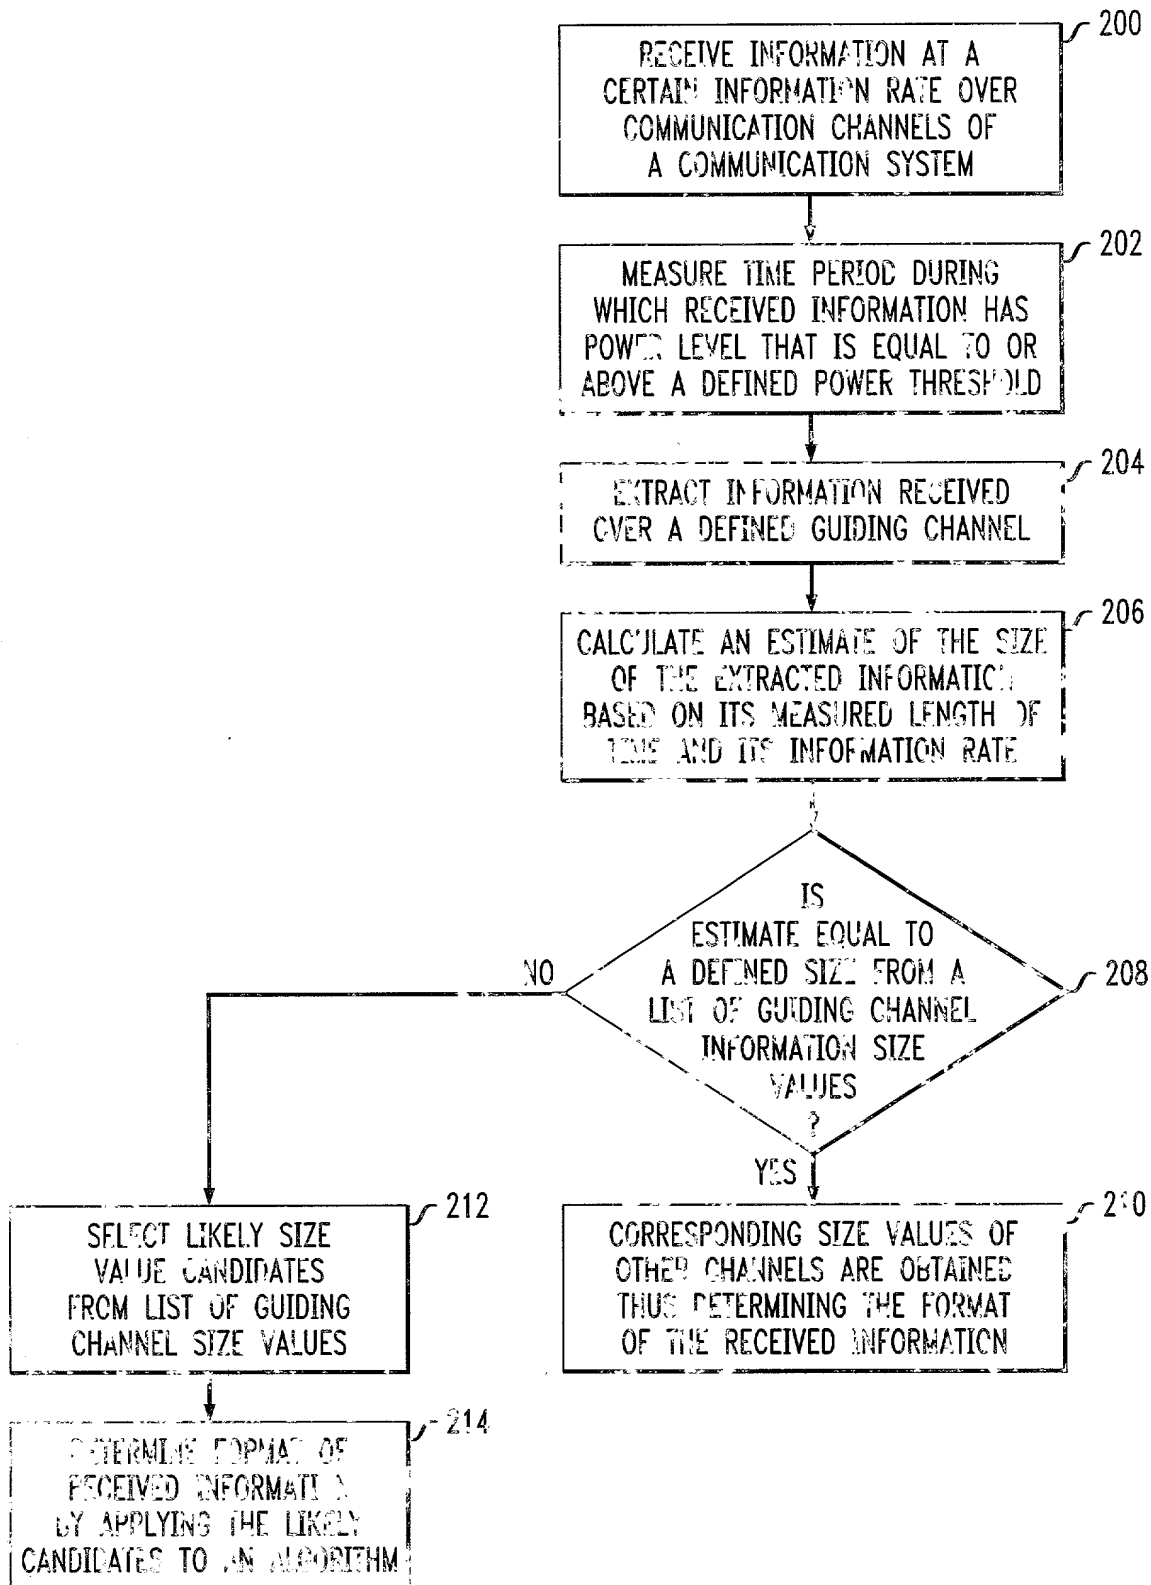 200
RECEIVE INFORMATION AT A
CERTAIN INFORMATION RATE OVER
COMMUNICATION CHANNELS OF
A COMMUNICATION SYSTEM
202
MEASURE TIME PERIOD DURING
WHICH RECEIVED INFORMATION HAS
POWER LEVEL THAT IS EQUAL TO OR
ABOVE A DEFINED POWER THRESHOLD
204
EXTRACT INFORMATION RECEIVED
OVER A DEFINED GUIDING CHANNEL
206
CALCULATE AN ESTIMATE OF THE SIZE
OF THE EXTRACTED INFORMATION
BASED ON ITS MEASURED LENGTH OF
TIME AND ITS INFORMATION RATE
IS
ESTIMATE EQUAL TO
A DEFINED SIZE FROM A
LIST OF GUIDING CHANNEL
INFORMATION SIZE
VALUES
?
208
NO
YES
212
SELECT LIKELY SIZE
VALUE CANDIDATES
FROM LIST OF GUIDING
CHANNEL SIZE VALUES
210
CORRESPONDING SIZE VALUES OF
OTHER CHANNELS ARE OBTAINED
THUS DETERMINING THE FORMAT
OF THE RECEIVED INFORMATION
214
DETERMINE FORMAT OF
RECEIVED INFORMATION
BY APPLYING THE LIKELY
CANDIDATES TO AN ALGORITHM